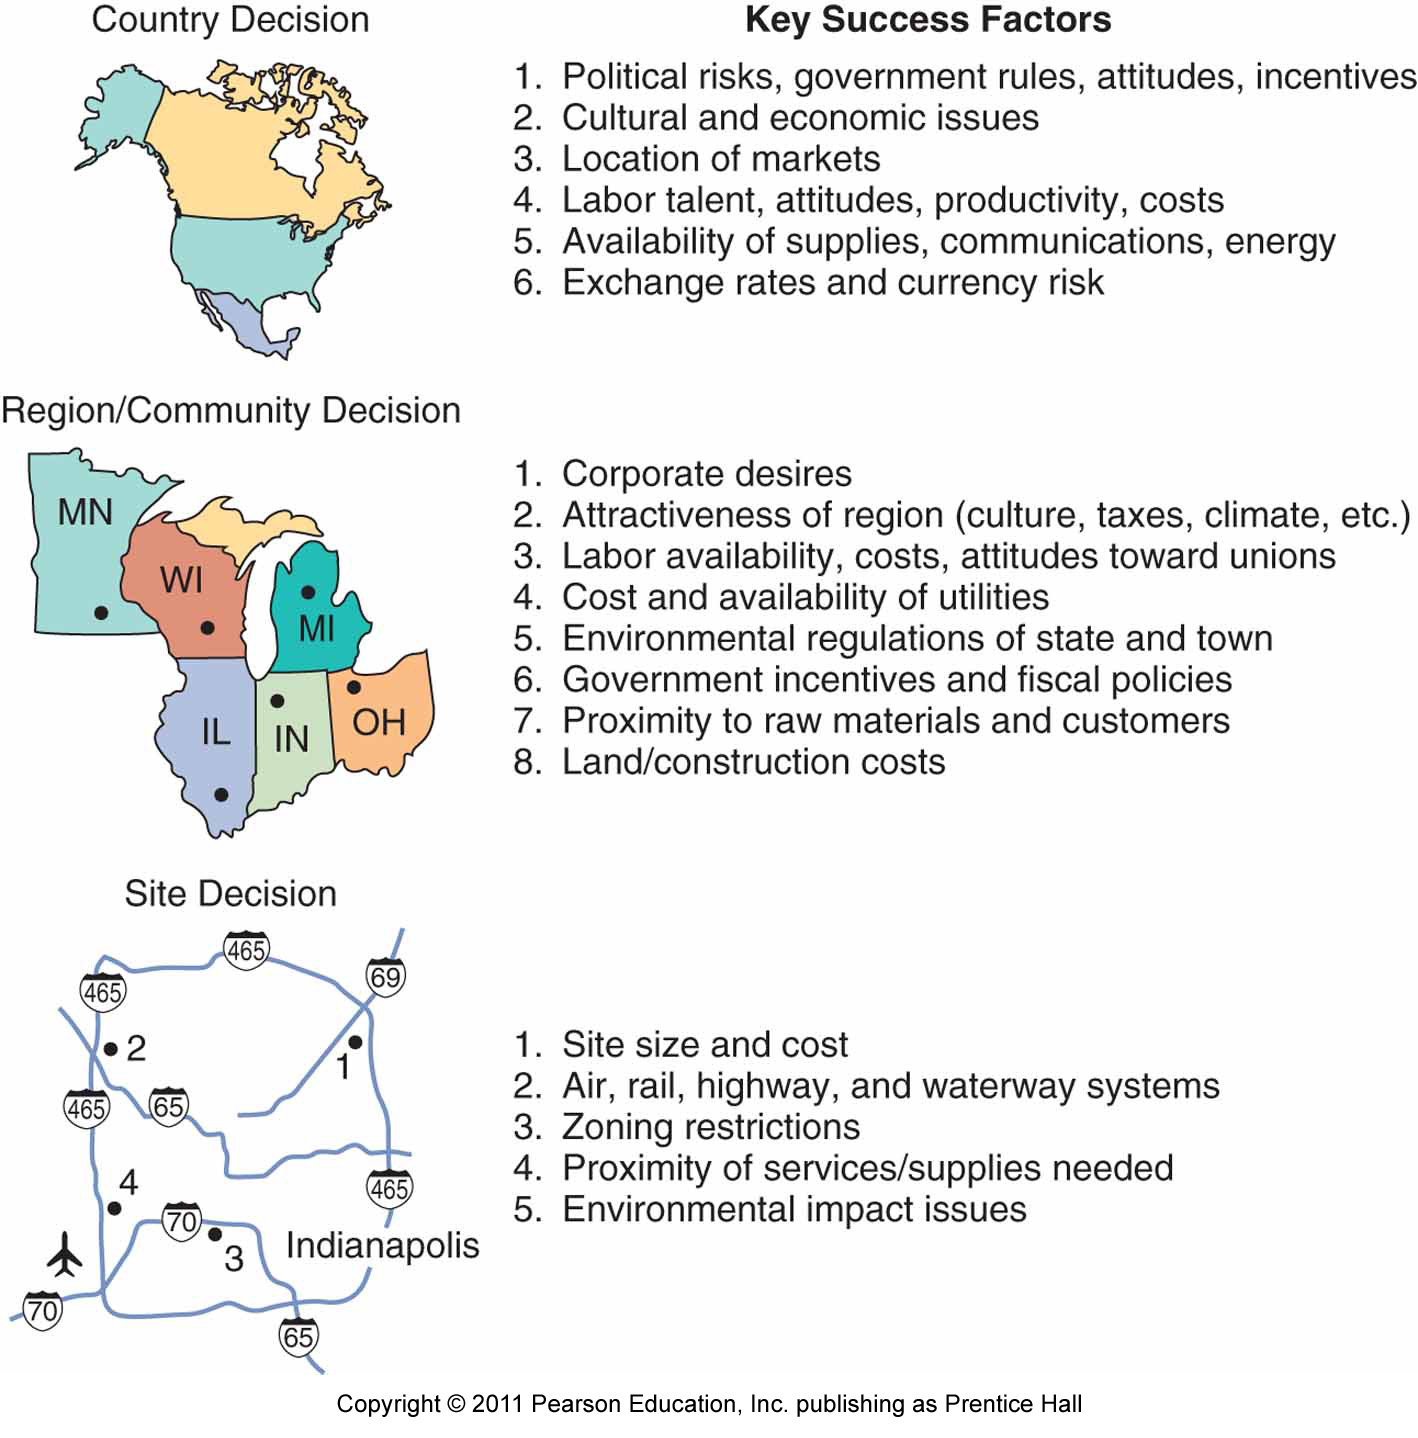 Country Decision
Key Success Factors
1. Political risks, government rules, attitudes, incentives
2. Cultural and economic issues
3. Location of markets
4. Labor talent, attitudes, productivity, costs
5. Availability of supplies, communications, energy
6. Exchange rates and currency risk
Region/Community Decision
MN
WI
MI
IL
IN
OH
1. Corporate desires
2. Attractiveness of region (culture, taxes, climate, etc.)
3. Labor availability, costs, attitudes toward unions
4. Cost and availability of utilities
5. Environmental regulations of state and town
6. Government incentives and fiscal policies
7. Proximity to raw materials and customers
8. Land/construction costs
Site Decision
465
69
465
2
1
465
65
4
465
70
3
Indianapolis
70
65
1. Site size and cost
2. Air, rail, highway, and waterway systems
3. Zoning restrictions
4. Proximity of services/supplies needed
5. Environmental impact issues
Copyright © 2011 Pearson Education, Inc. publishing as Prentice Hall